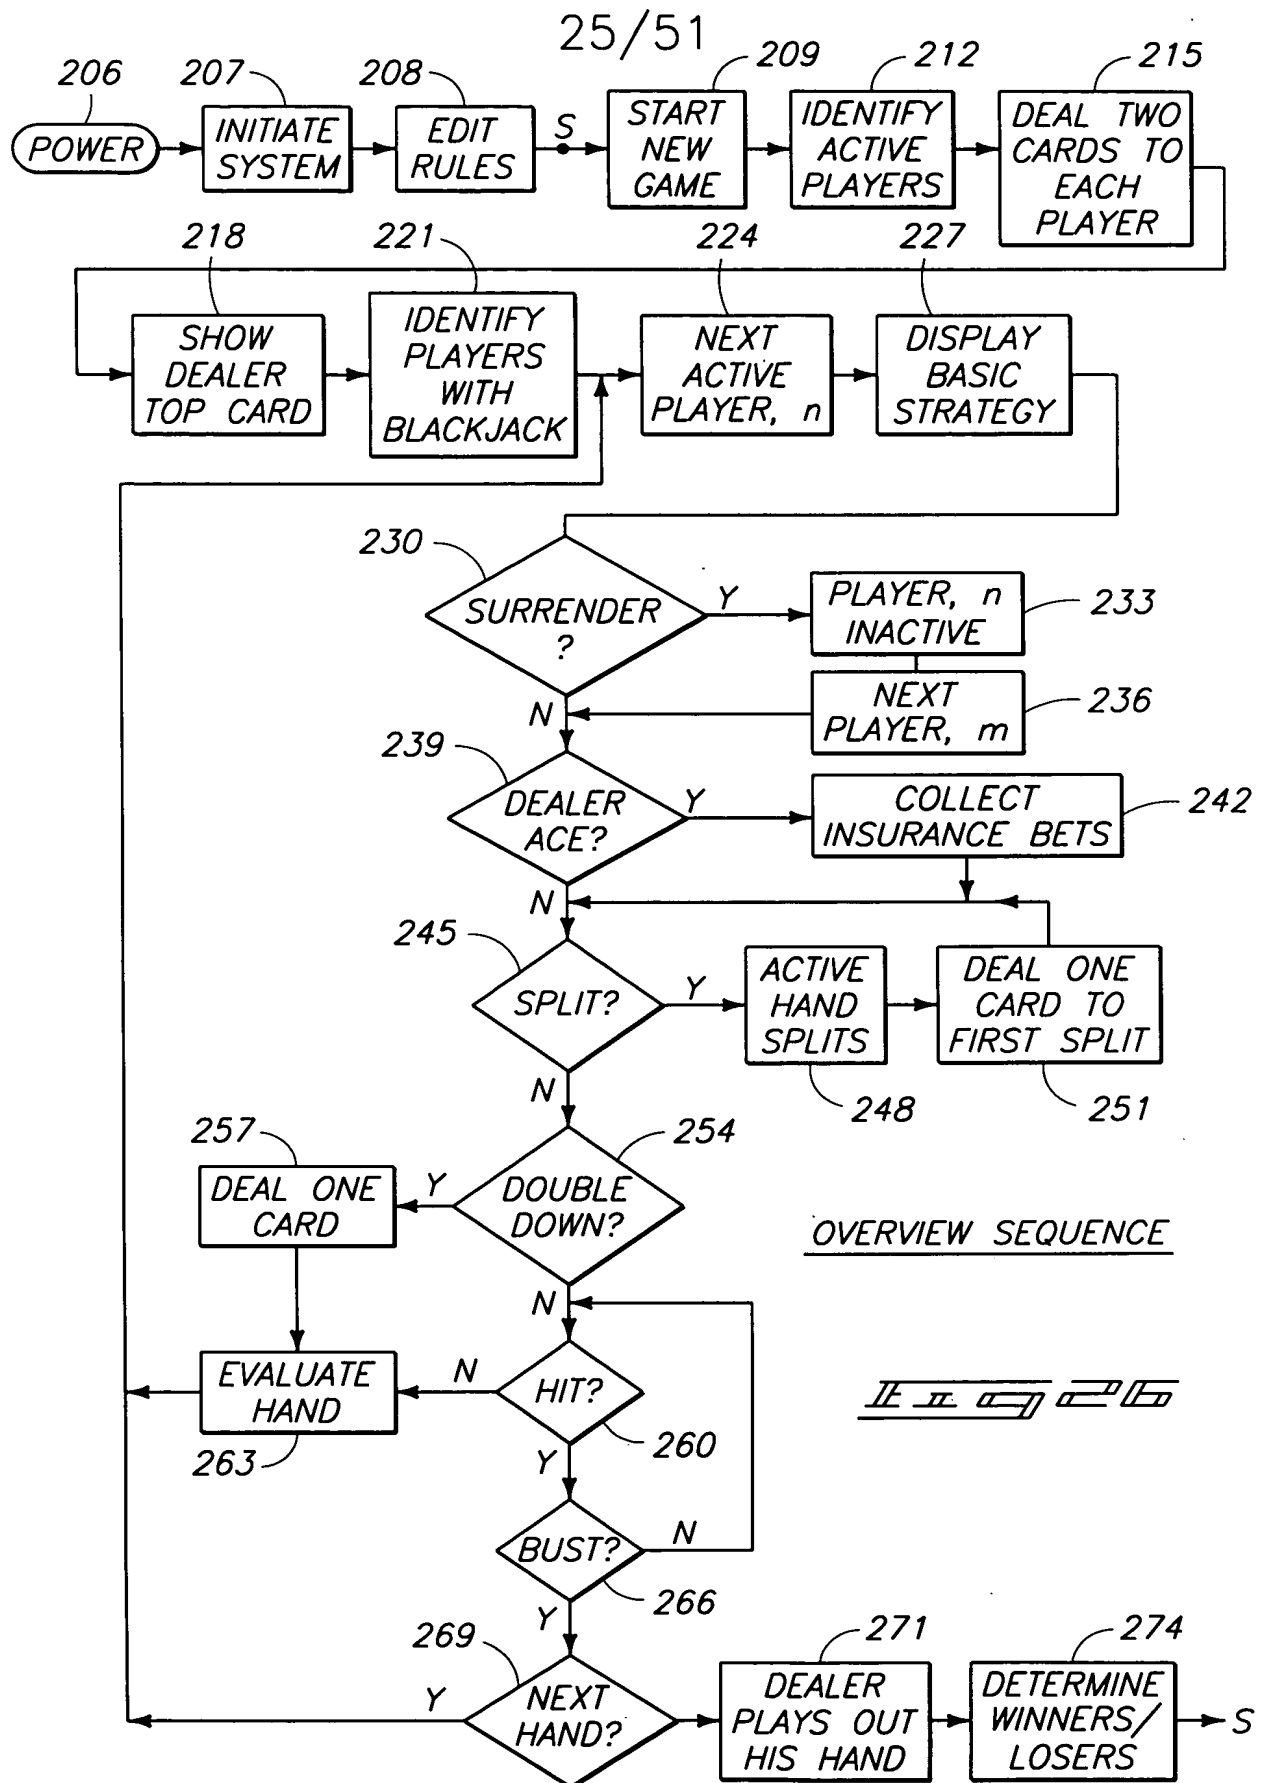 25/51
206
207
208
209
212
215
POWER
INITIATE
SYSTEM
EDIT
RULES
S
START
NEW
GAME
IDENTIFY
ACTIVE
PLAYERS
DEAL TWO
CARDS TO
EACH
PLAYER
218
221
224
227
SHOW
DEALER
TOP CARD
IDENTIFY
PLAYERS
WITH
BLACKJACK
NEXT
ACTIVE
PLAYER, n
DISPLAY
BASIC
STRATEGY
230
SURRENDER
?
Y
PLAYER, n
INACTIVE
233
N
NEXT
PLAYER, m
236
239
DEALER
ACE?
Y
COLLECT
INSURANCE BETS
242
N
245
SPLIT?
Y
ACTIVE
HAND
SPLITS
DEAL ONE
CARD TO
FIRST SPLIT
248
251
N
257
254
DEAL ONE
CARD
Y
DOUBLE
DOWN?
OVERVIEW SEQUENCE
N
EVALUATE
HAND
N
HIT?
Fig 26
263
260
Y
BUST?
N
266
Y
269
271
274
Y
NEXT
HAND?
DEALER
PLAYS OUT
HIS HAND
DETERMINE
WINNERS/
LOSERS
S